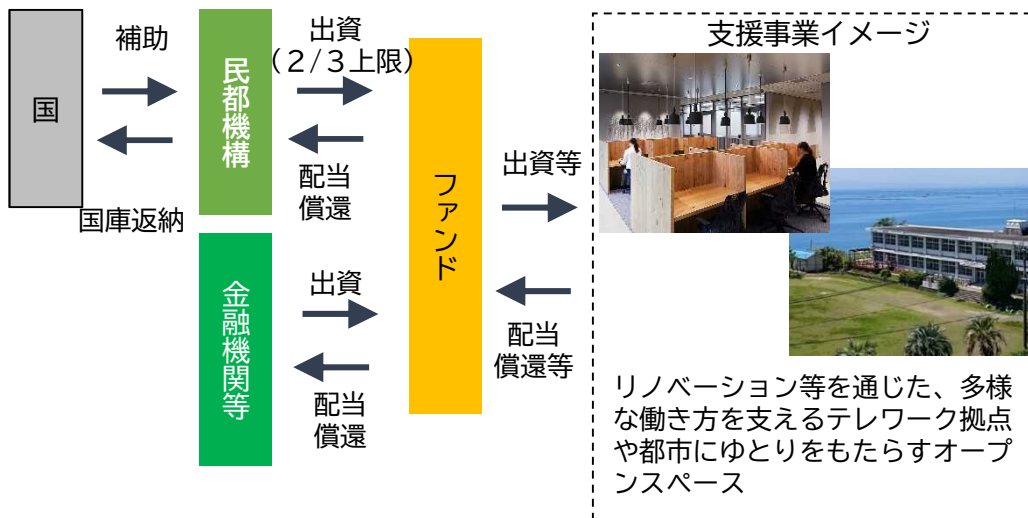 国
補助
国庫返納
民都機構
出資
（２/３上限）
配当
償還
金融機関等
出資
配当
償還
ファンド
出資等
配当
償還等
支援事業イメージ
リノベーション等を通じた、多様
な働き方を支えるテレワーク拠点
や都市にゆとりをもたらすオープ
ンスペース